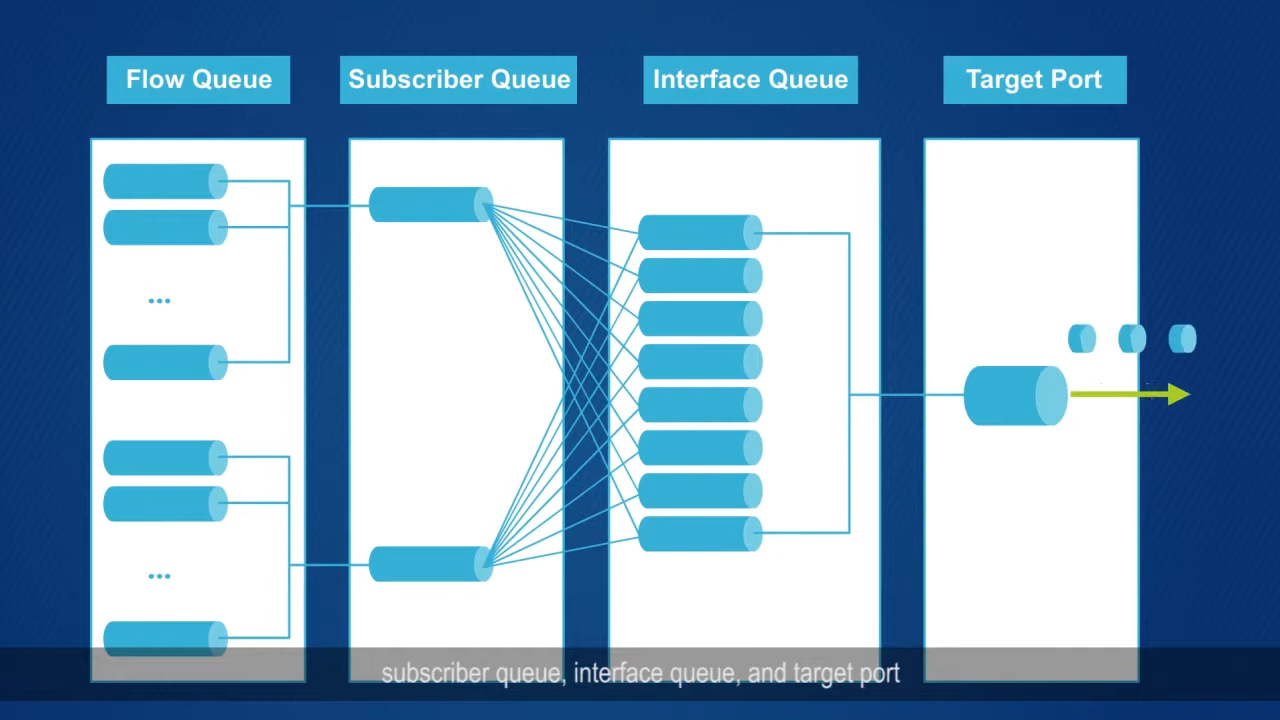 Flow Queue
Subscriber Queue
Interface Queue
Target Port
...
...
subscriber queue, interface queue, and target port